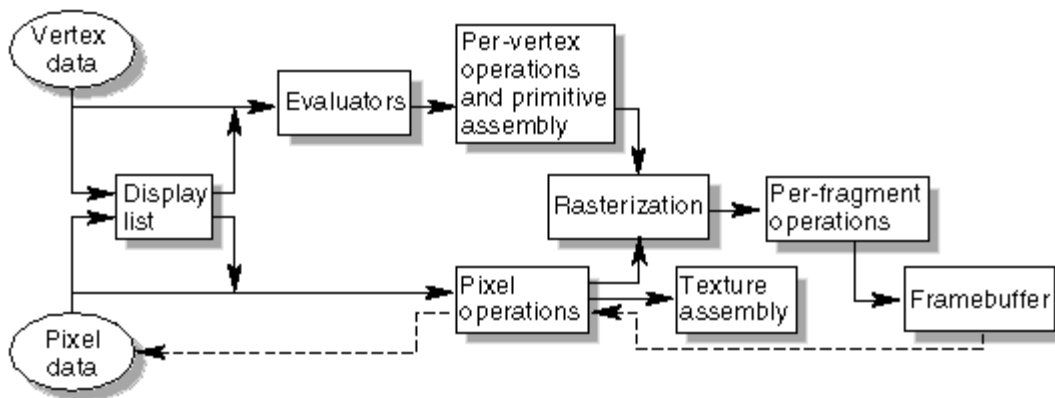 Vertex
data
Evaluators
Per-vertex
operations
and primitive
assembly
Display
list
Rasterization
Per-fragment
operations
Pixel
operations
Texture
assembly
Framebuffer
Pixel
data